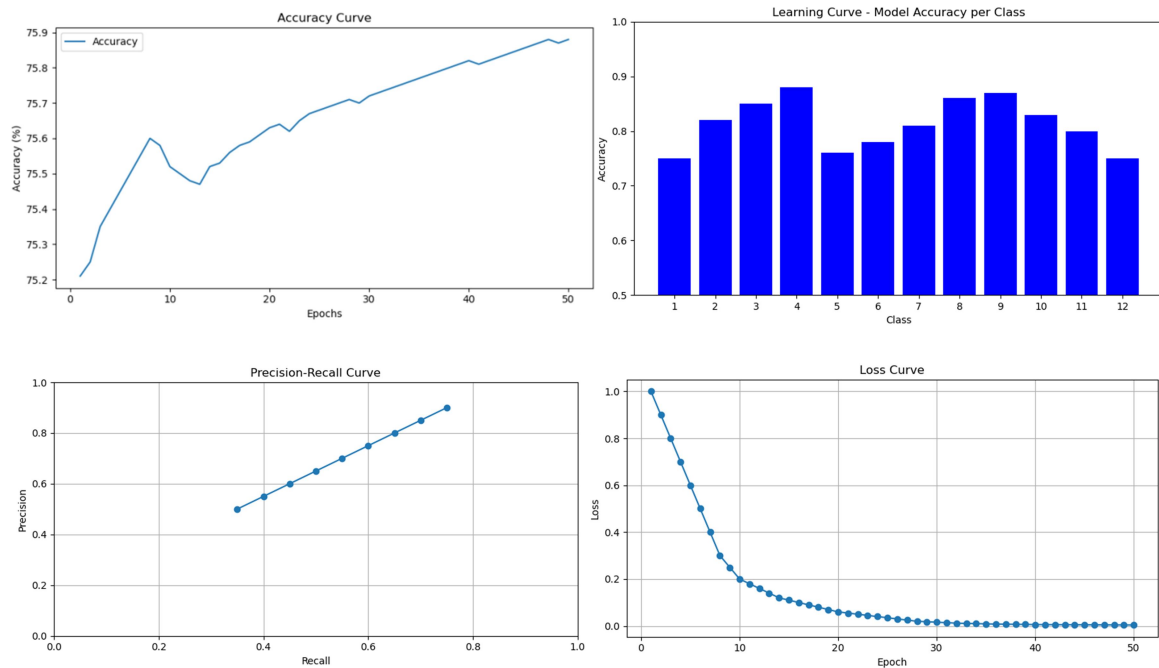 Accuracy Curve
Accuracy
Accuracy (%)
75.9
75.8
75.7
75.6
75.5
75.4
75.3
75.2
0 10 20 30 40 50
Epochs
Learning Curve - Model Accuracy per Class
Accuracy
1.0
0.9
0.8
0.7
0.6
0.5
1 2 3 4 5 6 7 8 9 10 11 12
Class
Precision-Recall Curve
Precision
1.0
0.8
0.6
0.4
0.2
0.0
0.0 0.2 0.4 0.6 0.8 1.0
Recall
Loss Curve
Loss
1.0
0.8
0.6
0.4
0.2
0.0
0 10 20 30 40 50
Epoch